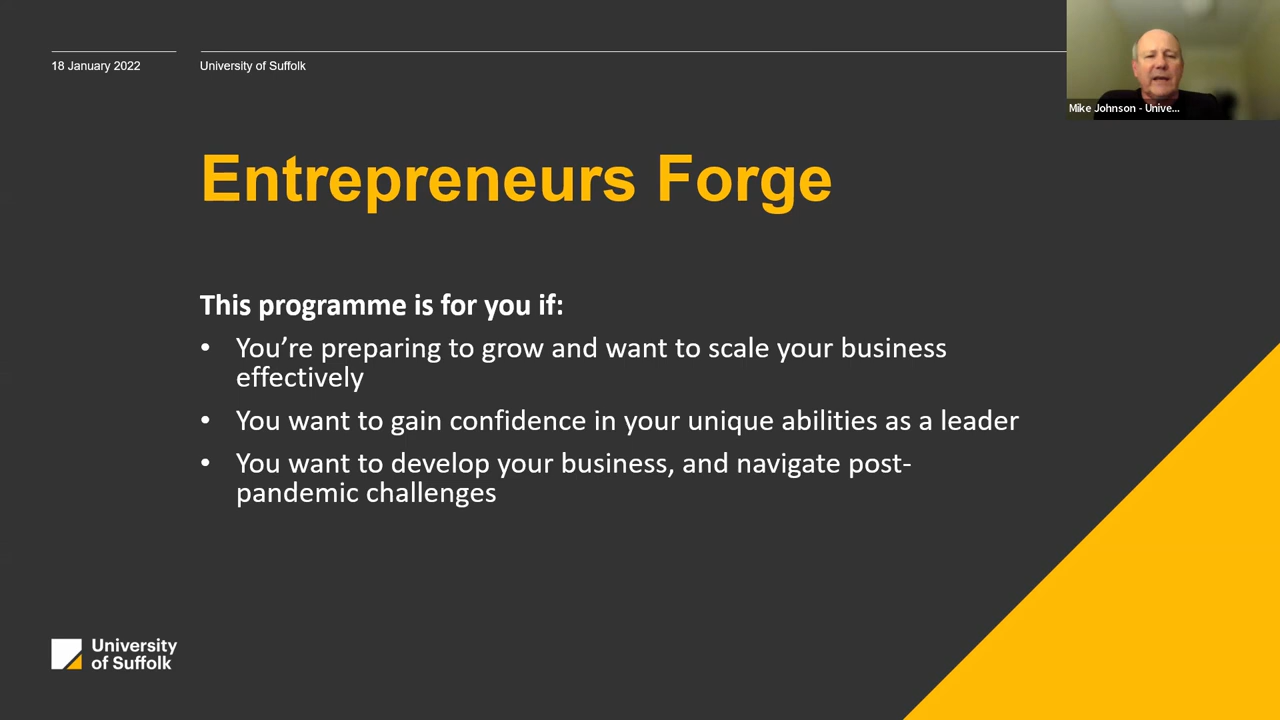 18 January 2022
University of Suffolk
Mike Johnson - Unive...
Entrepreneurs Forge
This programme is for you if:
• You’re preparing to grow and want to scale your business
effectively
• You want to gain confidence in your unique abilities as a leader
• You want to develop your business, and navigate post-
pandemic challenges
University
of Suffolk